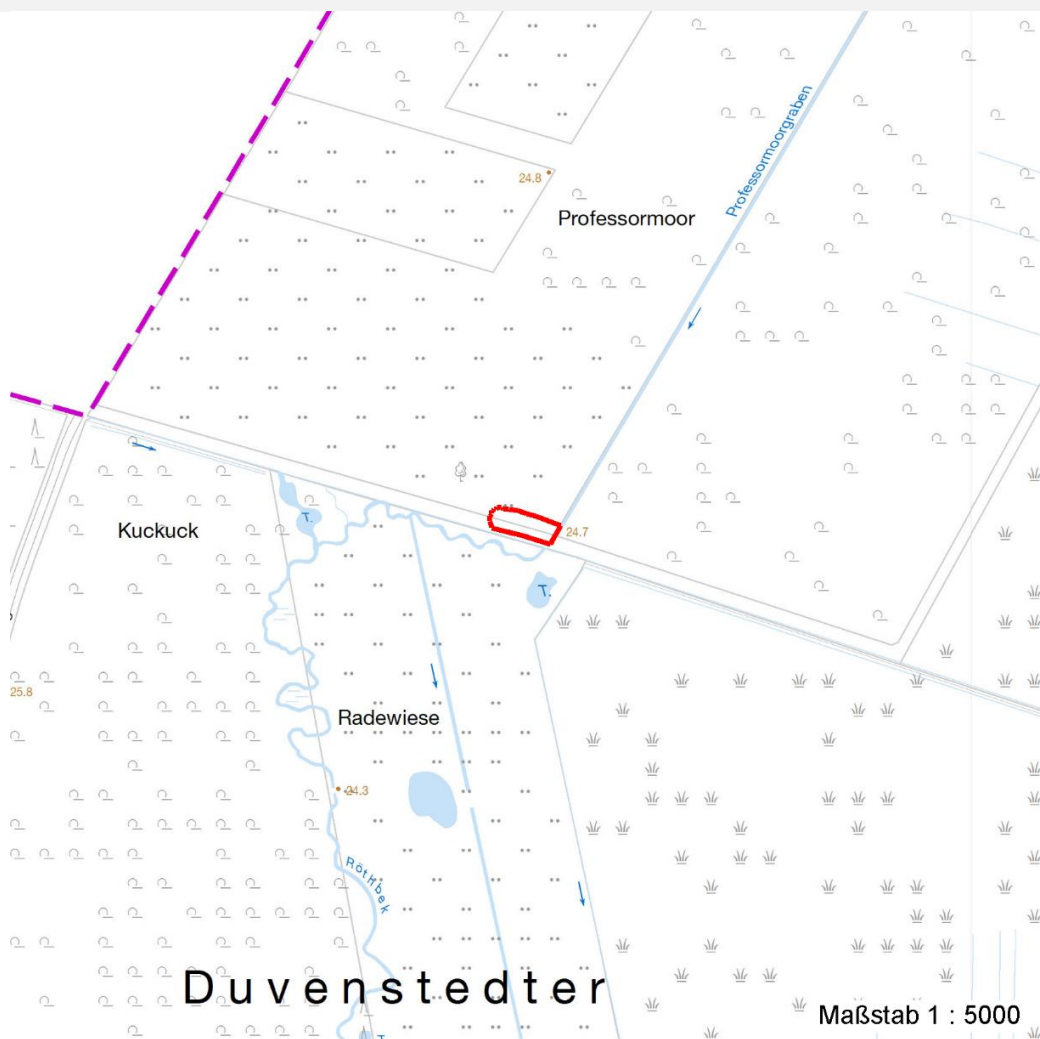 Professormoorgraben
24.8
Professormoor
Kuckuck
T.
24.7
T.
25.8
Radewiese
24.3
Röthbek
Duvenstedter
T.
Maßstab 1 : 5000